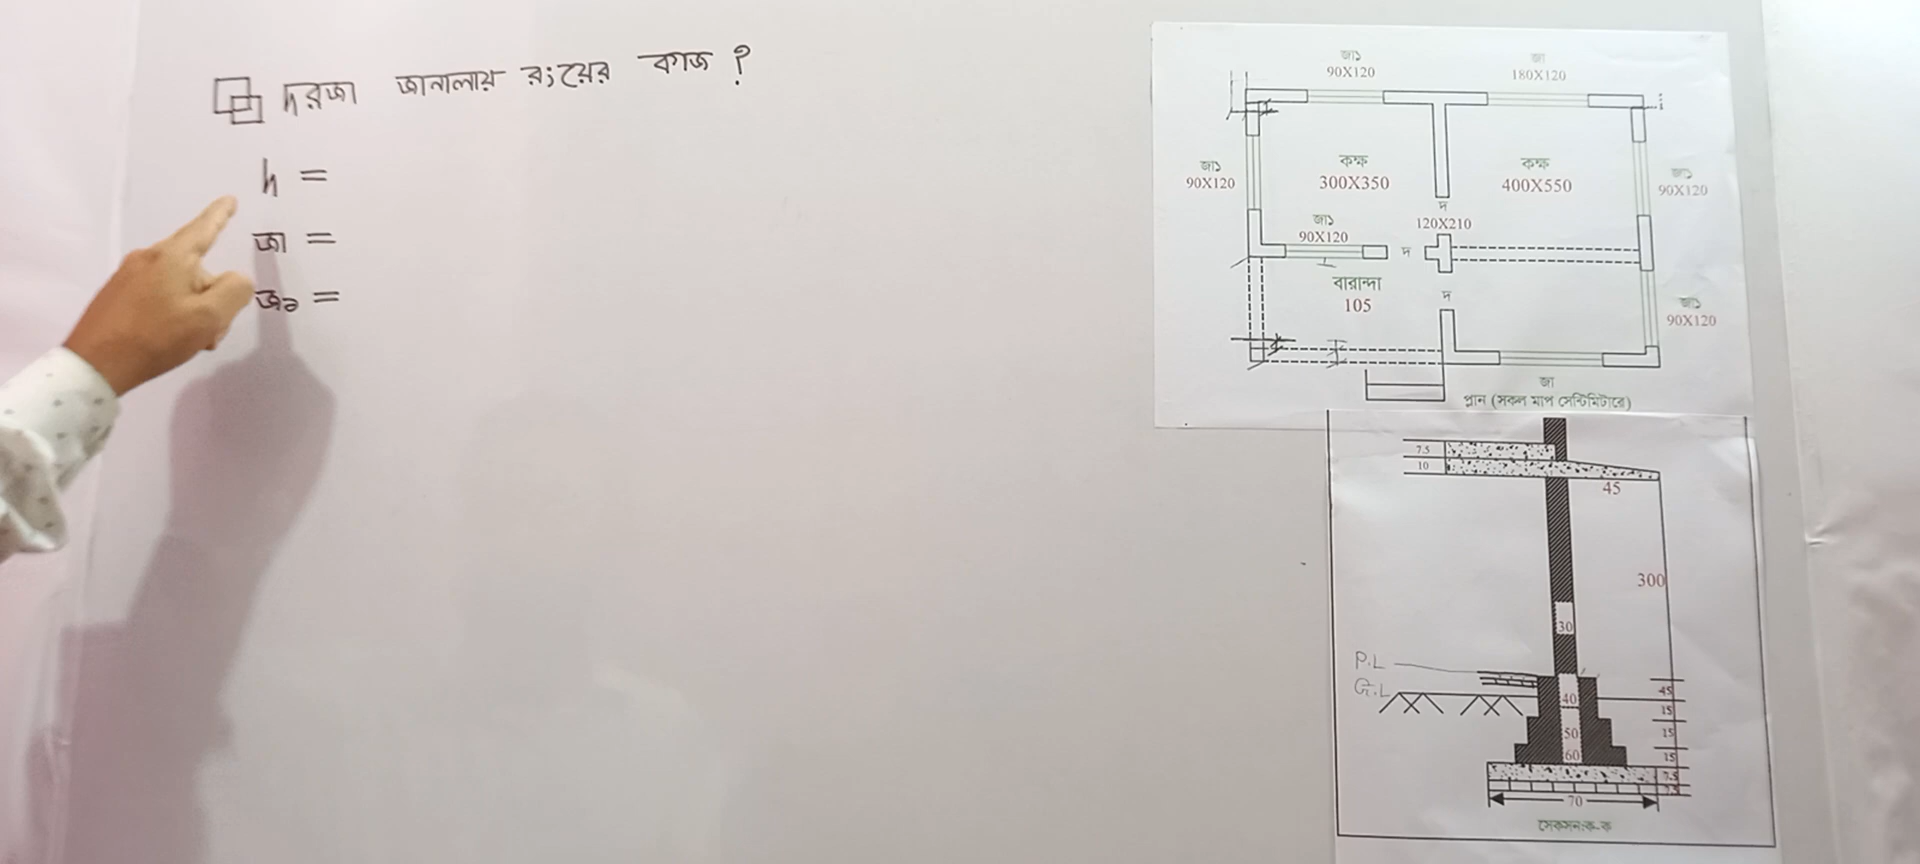 দরজা জানালায় রংয়ের কাজ ?
দ =
জা =
জা১ =
জা১
90X120
জা
180X120
জা১
90X120
কক্ষ
300X350
কক্ষ
400X550
জা১
90X120
জা১
90X120
দ
120X210
দ
বারান্দা
105
দ
জা১
90X120
জা
প্লান (সকল মাপ সেন্টিমিটারে)
7.5
10
45
300
30
P.L
G.L
40
45
15
50
15
60
15
7.5
7.5
70
সেকসন:ক-ক